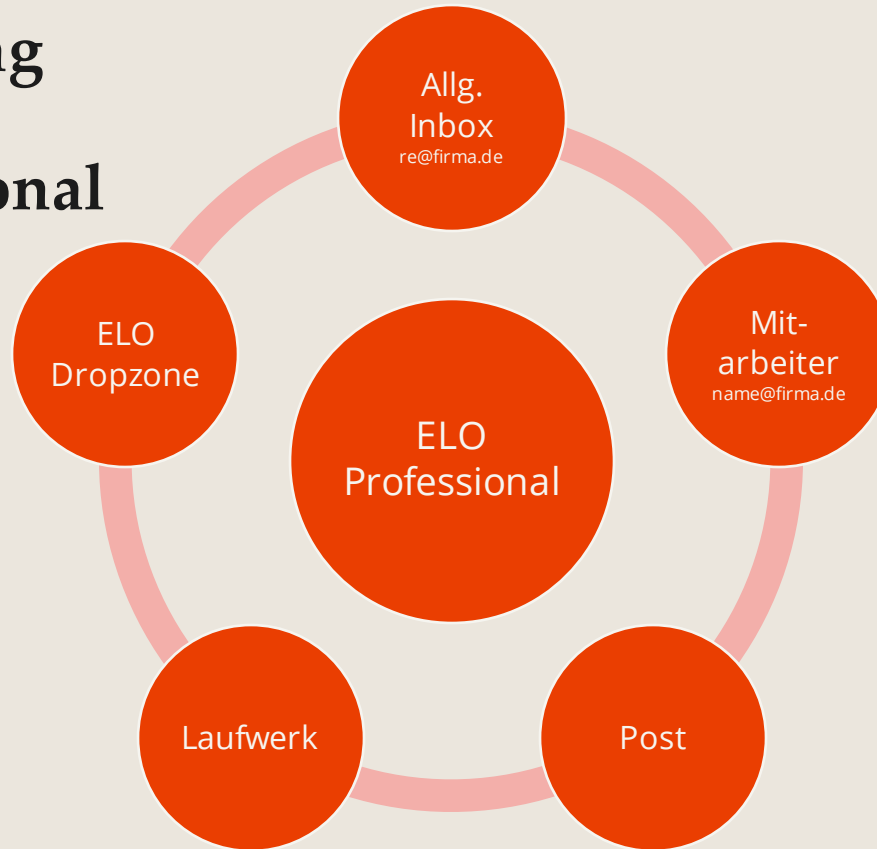 ng
onal
Allg.
Inbox
re@firma.de
ELO
Dropzone
Mit-
arbeiter
name@firma.de
ELO
Professional
Laufwerk
Post